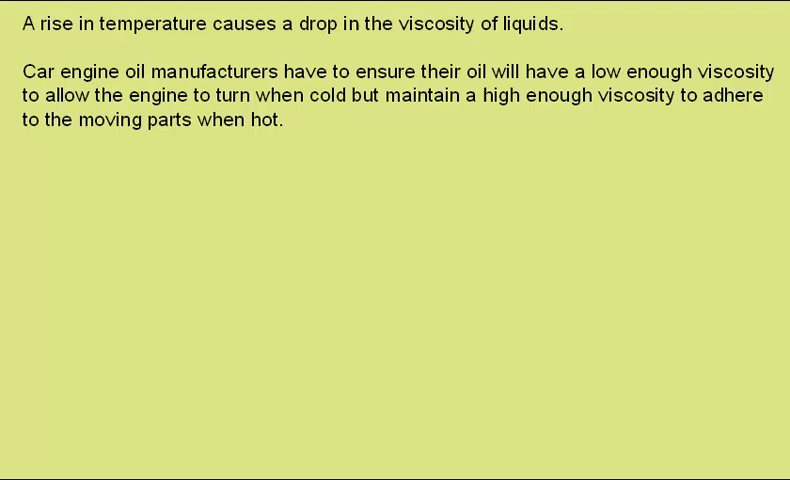 A rise in temperature causes a drop in the viscosity of liquids.
Car engine oil manufacturers have to ensure their oil will have a low enough viscosity
to allow the engine to turn when cold but maintain a high enough viscosity to adhere
to the moving parts when hot.